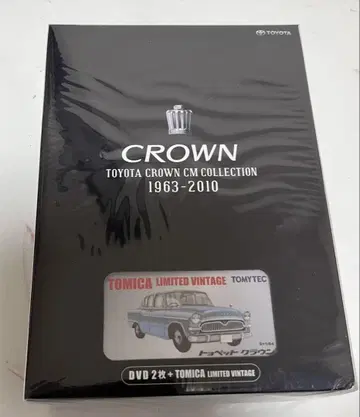 TOYOTA
CROWN
TOYOTA CROWN CM COLLECTION
1963-2010
TOMICA LIMITED VINTAGE TOMYTEC
トヨペット クラウン
DVD 2枚+TOMICA LIMITED VINTAGE